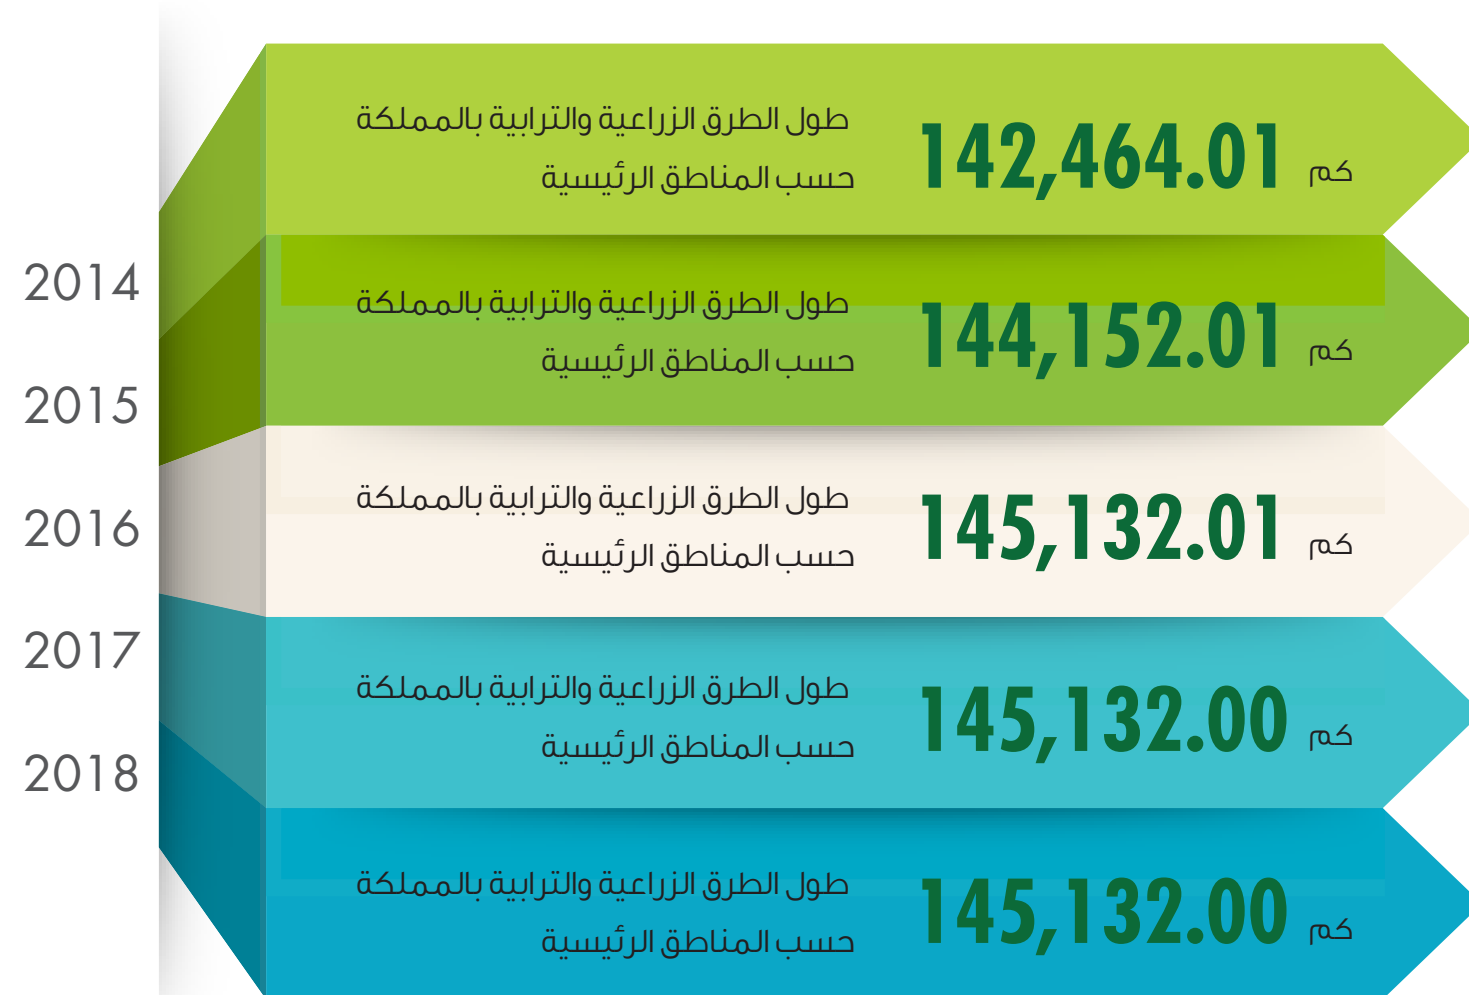 2014
طول الطرق الزراعية والترابية بالمملكة
حسب المناطق الرئيسية
142,464.01 كم
2015
طول الطرق الزراعية والترابية بالمملكة
حسب المناطق الرئيسية
144,152.01 كم
2016
طول الطرق الزراعية والترابية بالمملكة
حسب المناطق الرئيسية
145,132.01 كم
2017
طول الطرق الزراعية والترابية بالمملكة
حسب المناطق الرئيسية
145,132.00 كم
2018
طول الطرق الزراعية والترابية بالمملكة
حسب المناطق الرئيسية
145,132.00 كم